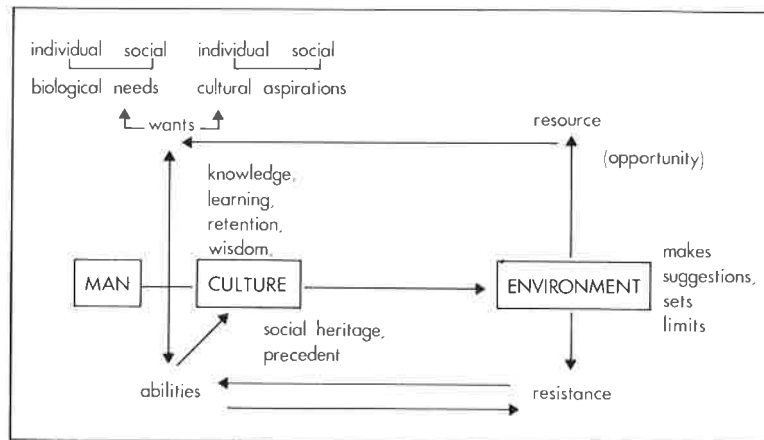 individual social individual social
biological needs cultural aspirations
wants
resource
(opportunity)
knowledge,
learning,
retention,
wisdom,
MAN
CULTURE
ENVIRONMENT
makes
suggestions,
sets
limits
social heritage,
precedent
abilities
resistance